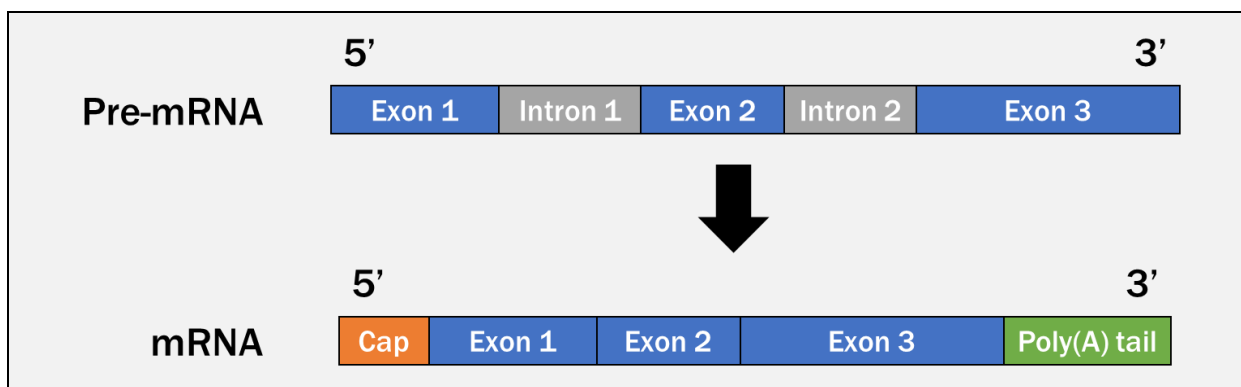 5’ 3’
Pre-mRNA Exon 1 Intron 1 Exon 2 Intron 2 Exon 3
5’ 3’
mRNA Cap Exon 1 Exon 2 Exon 3 Poly(A) tail